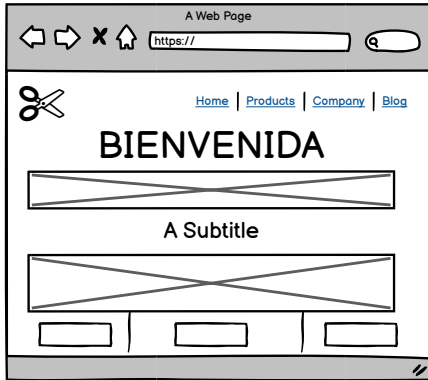 A Web Page
https://
Home | Products | Company | Blog
BIENVENIDA
A Subtitle